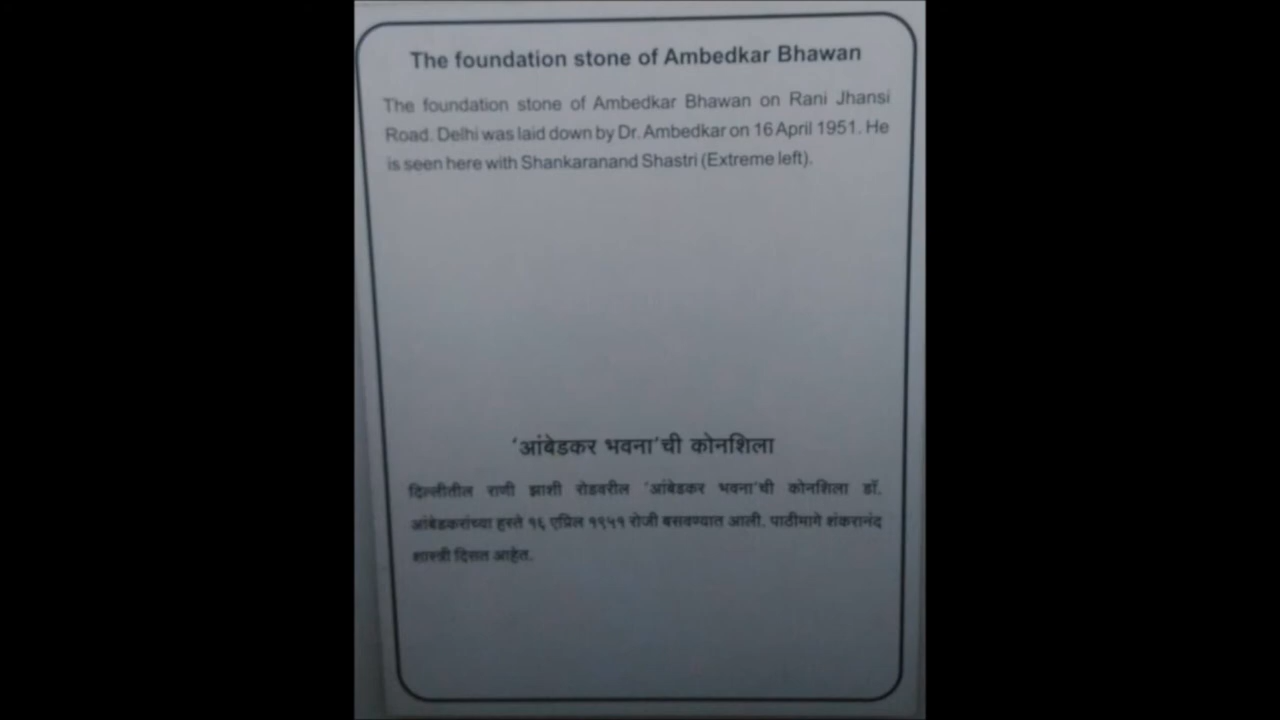 The foundation stone of Ambedkar Bhawan
The foundation stone of Ambedkar Bhawan on Rani Jhansi
Road. Delhi was laid down by Dr. Ambedkar on 16 April 1951. He
is seen here with Shankaranand Shastri (Extreme left).
‘आंबेडकर भवना’ची कोनशिला
दिल्लीतील राणी झाशी रोडवरील ‘आंबेडकर भवना’ची कोनशिला डॉ.
आंबेडकरांच्या हस्ते १६ एप्रिल १९५१ रोजी बसवण्यात आली. पाठीमागे शंकरानंद
शास्त्री दिसत आहेत.